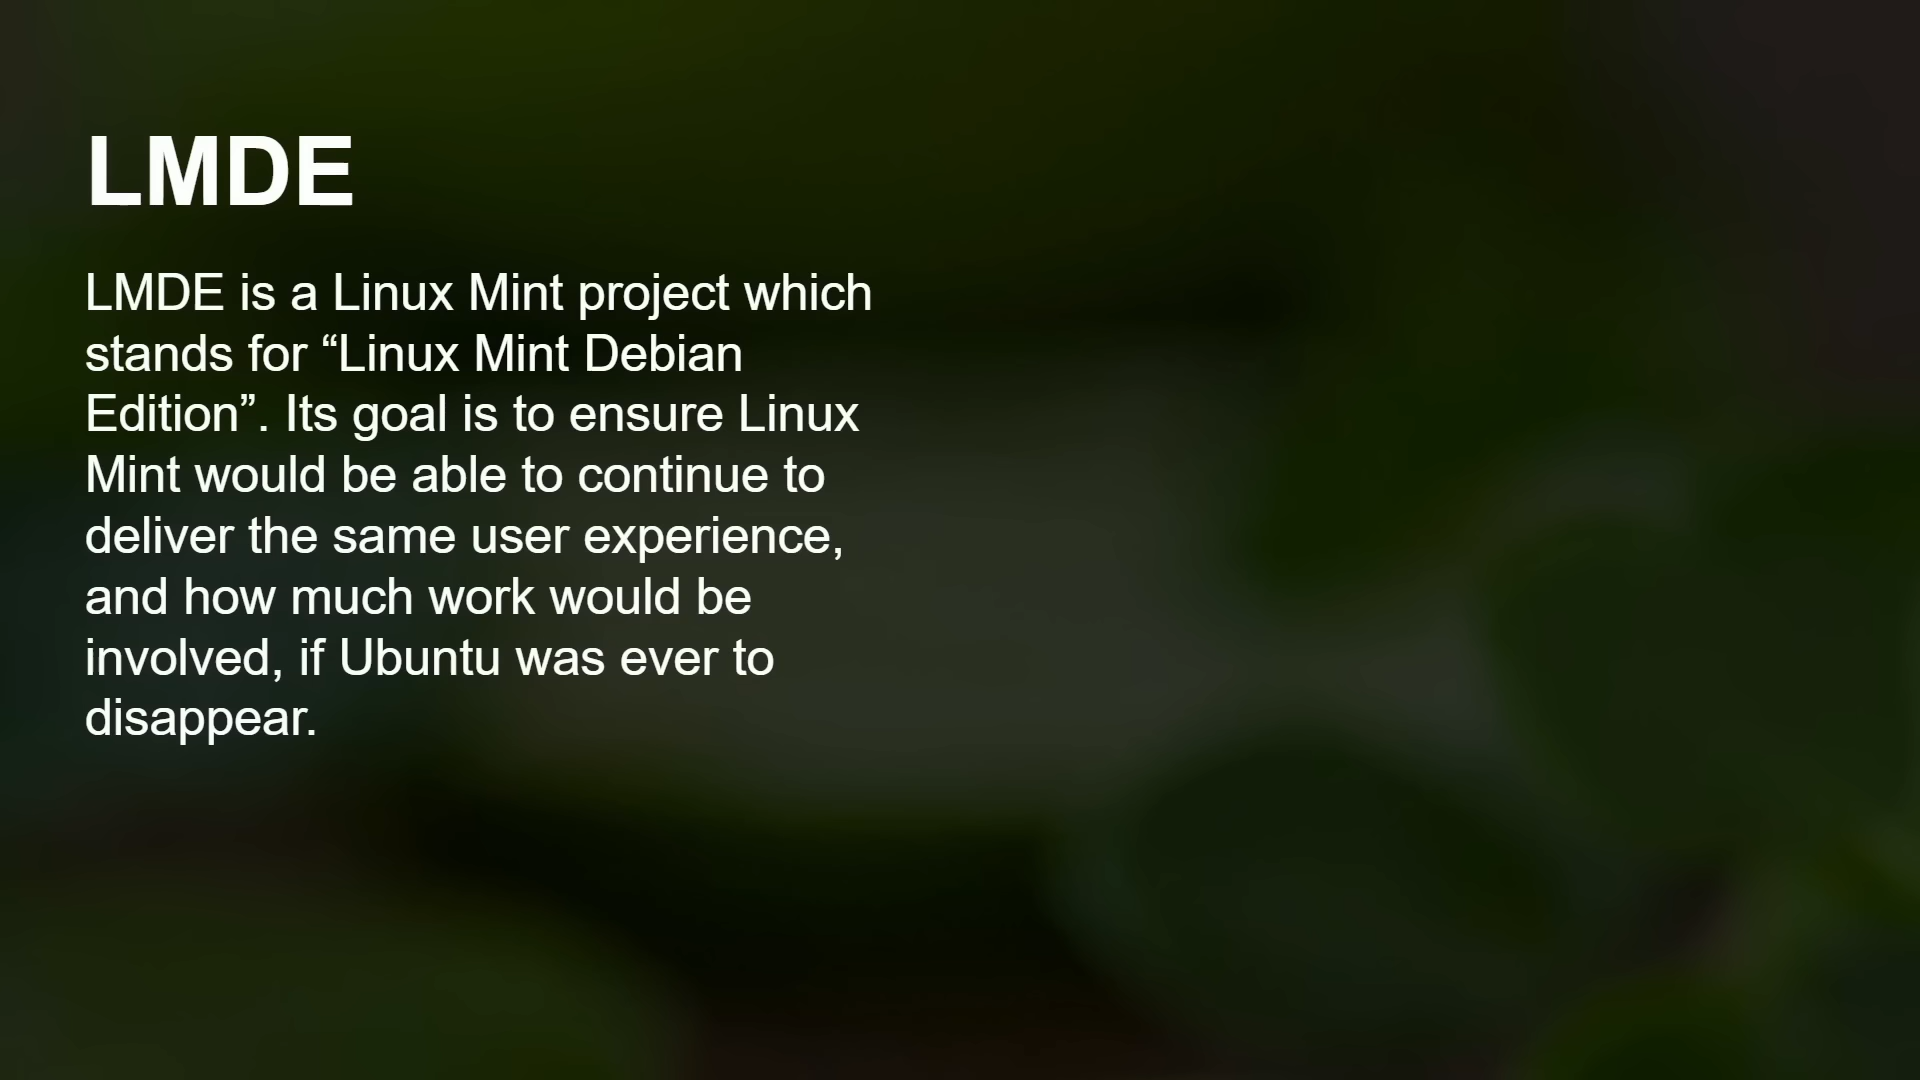 LMDE
LMDE is a Linux Mint project which
stands for “Linux Mint Debian
Edition”. Its goal is to ensure Linux
Mint would be able to continue to
deliver the same user experience,
and how much work would be
involved, if Ubuntu was ever to
disappear.